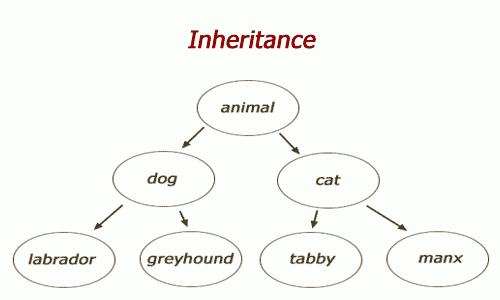 Inheritance
animal
dog
cat
labrador
greyhound
tabby
manx